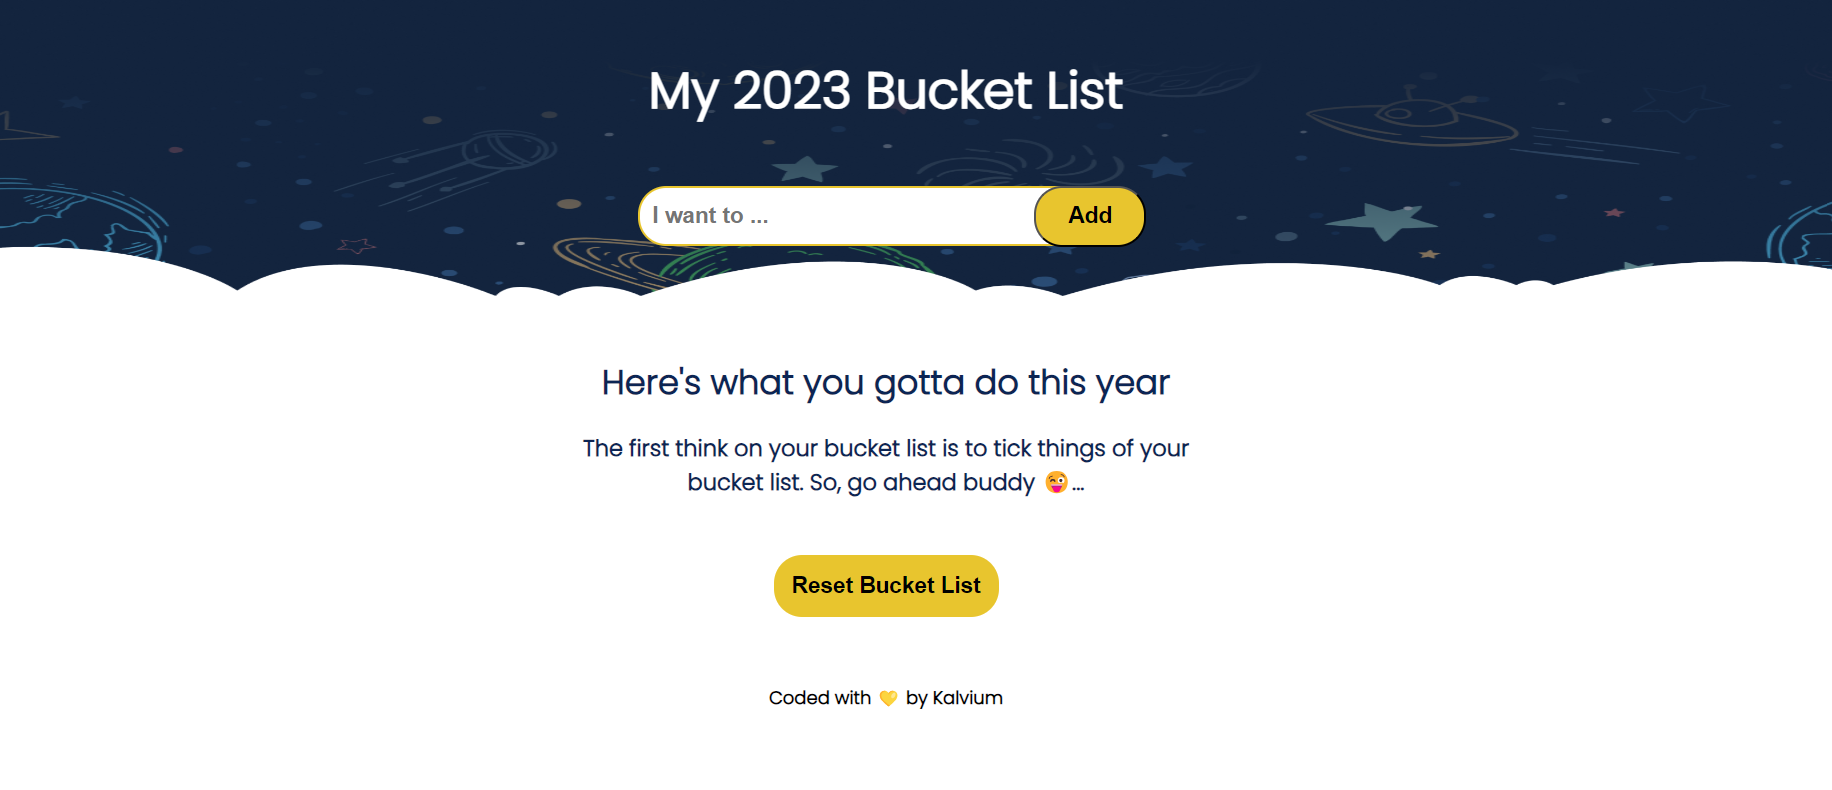 My 2023 Bucket List
I want to ...
Add
Here's what you gotta do this year
The first think on your bucket list is to tick things of your
bucket list. So, go ahead buddy 😜...
Reset Bucket List
Coded with 💛 by Kalvium